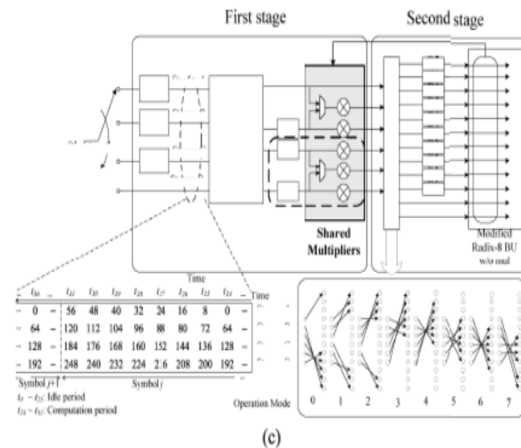 First stage
Second stage
Shared
Multipliers
Modified
Radix-8 BU
w/o mul
Time
Time
0 56 48 40 32 24 16 8 0
64 120 112 104 96 88 80 72 64
128 184 176 168 160 152 144 136 128
192 248 240 232 224 216 208 200 192
Symbol j+1 Symbol j
Idle period
Computation period
Operation Mode 0 1 2 3 4 5 6 7
(c)